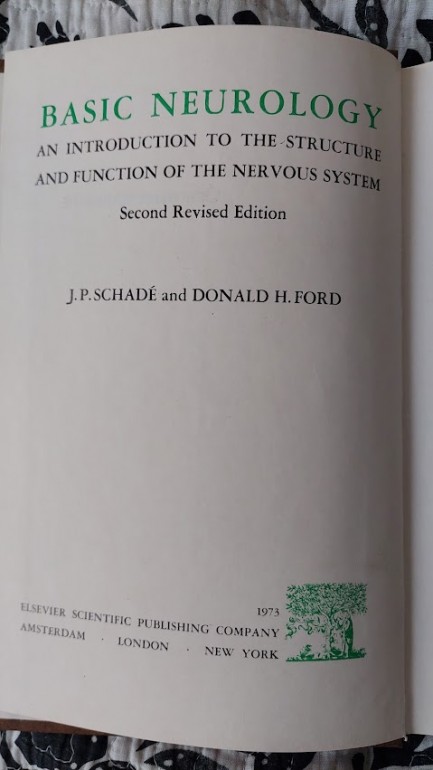 BASIC NEUROLOGY
AN INTRODUCTION TO THE STRUCTURE
AND FUNCTION OF THE NERVOUS SYSTEM
Second Revised Edition
J.P.SCHADÉ and DONALD H.FORD
1973
ELSEVIER SCIENTIFIC PUBLISHING COMPANY
AMSTERDAM · LONDON · NEW YORK